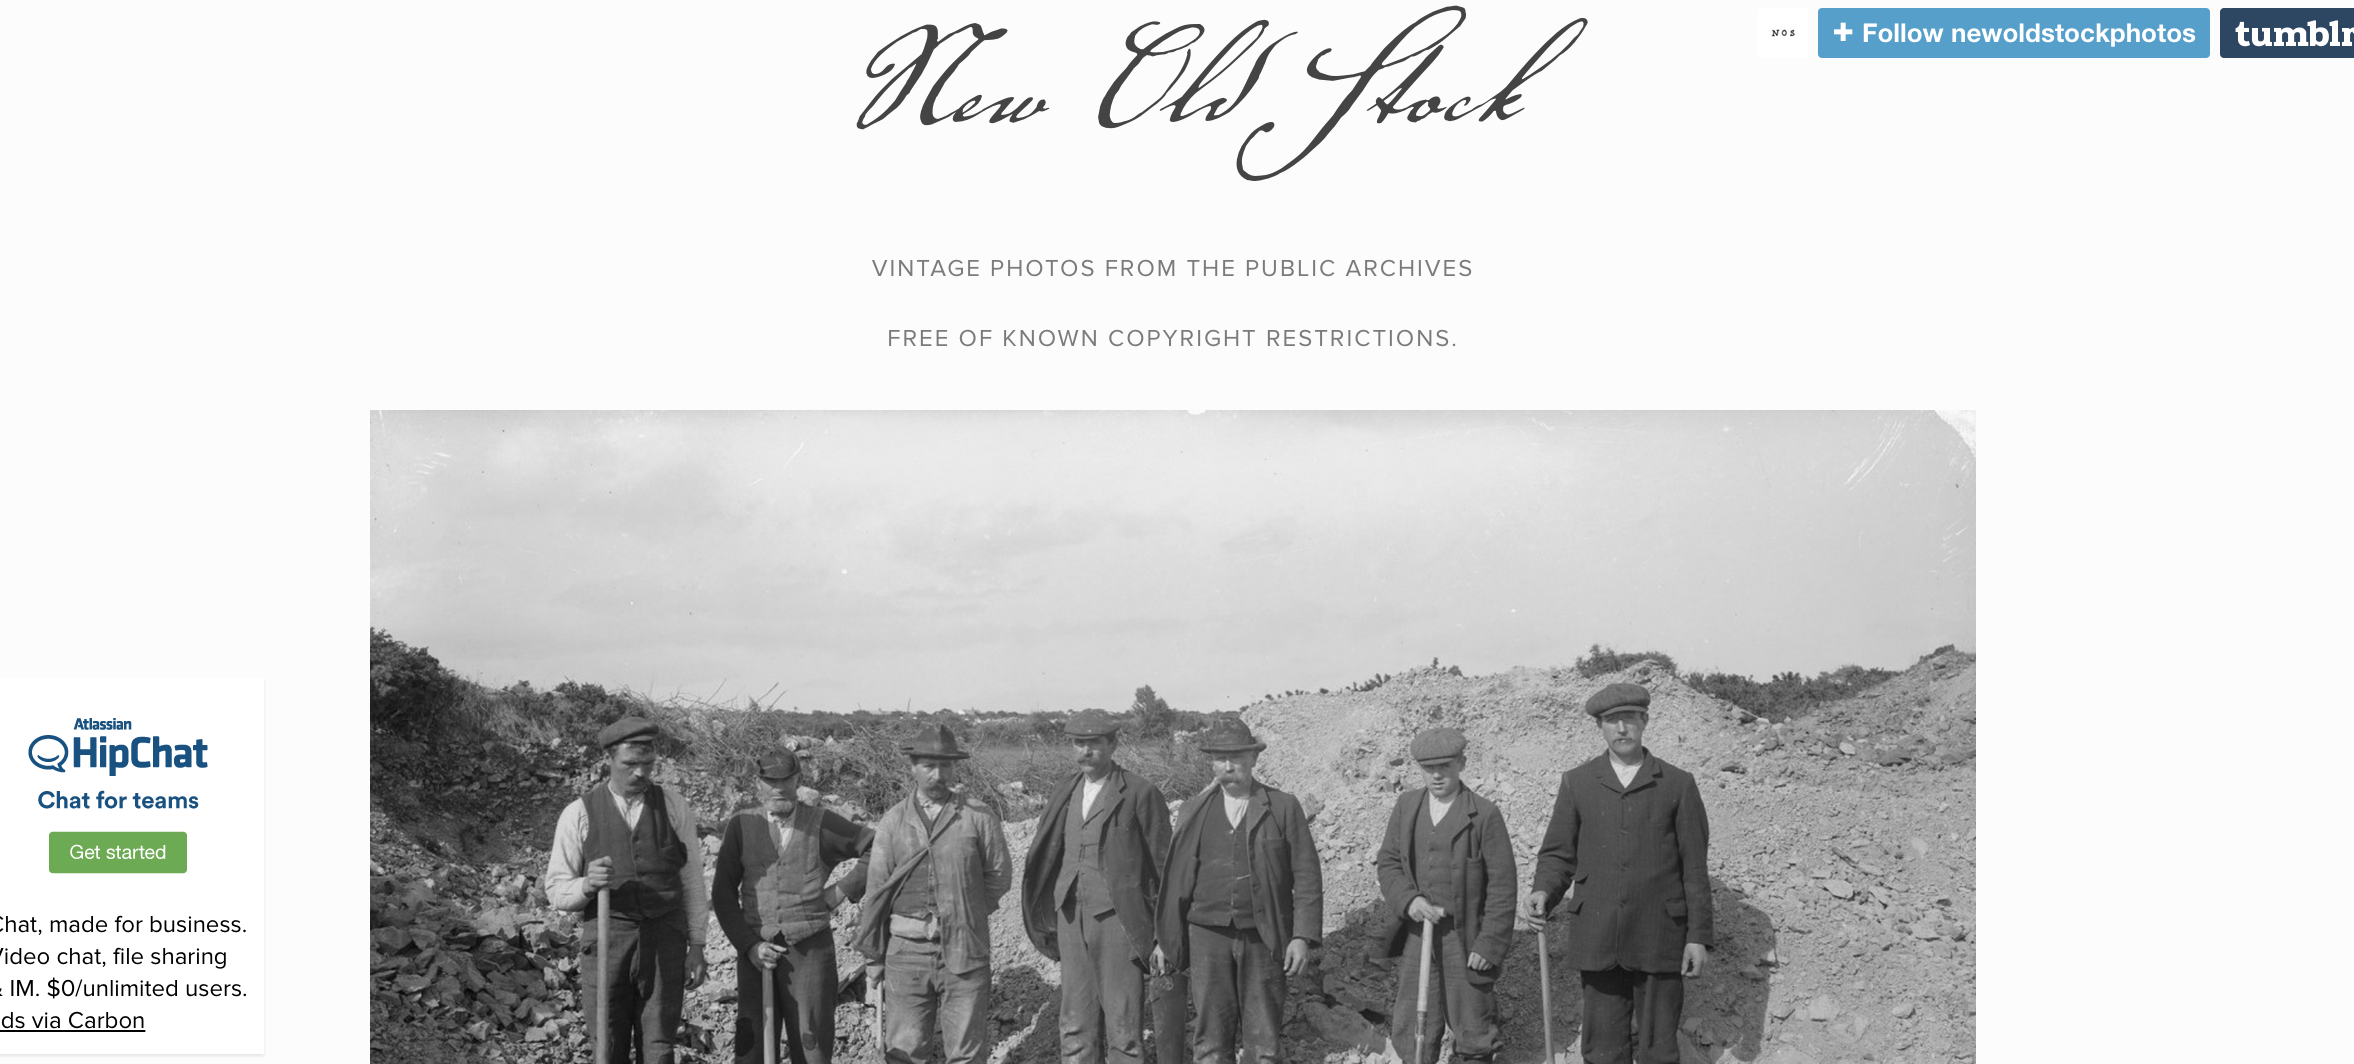 New Old Stock
NOS
+ Follow newoldstockphotos
VINTAGE PHOTOS FROM THE PUBLIC ARCHIVES
FREE OF KNOWN COPYRIGHT RESTRICTIONS.
Atlassian
HipChat
Chat for teams
Get started
made for business.
chat, file sharing
IM. $0/unlimited users.
via Carbon